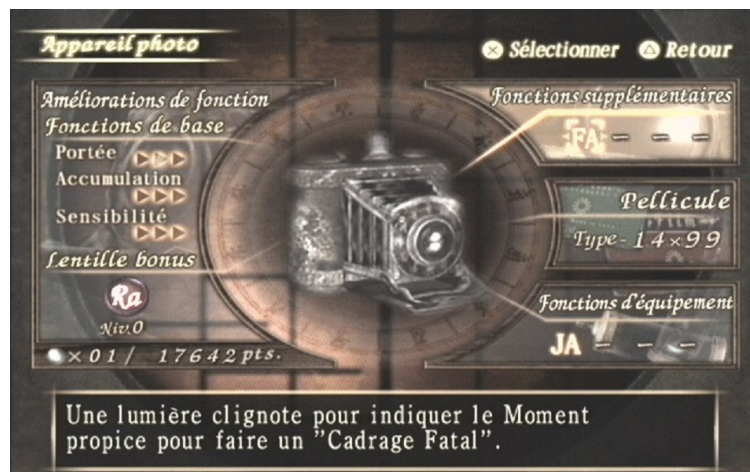 Appareil photo
Sélectionner Retour
Améliorations de fonction
Fonctions de base
Portée
Accumulation
Sensibilité
Lentille bonus
Ra
Niv.0
×01/ 17642pts.
Fonctions supplémentaires
FA - - -
Pellicule
Type-14×99
Fonctions d'équipement
JA - - -
Une lumière clignote pour indiquer le Moment
propice pour faire un "Cadrage Fatal".